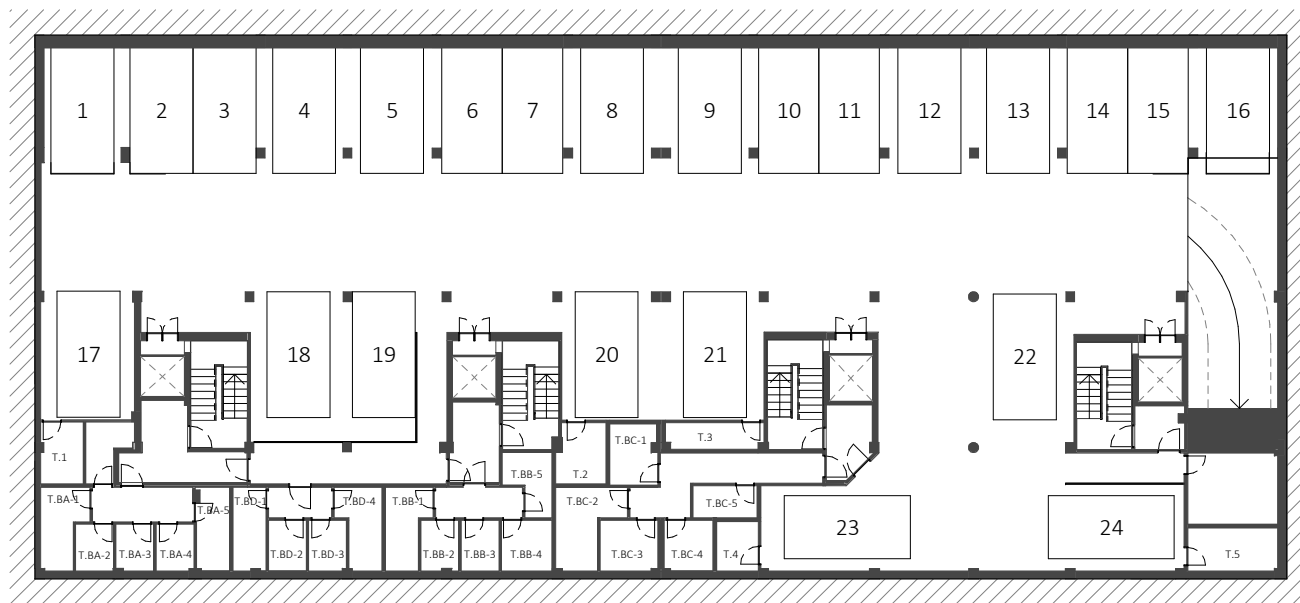 1 2 3 4 5 6 7 8 9 10 11 12 13 14 15 16
17 18 19 20 21 22
T.1 T.2 T.BC-1 T.3
T.BB-5
T.BA-1 T.BA-5 T.BD-1 T.BD-4 T.BB-1 T.BC-2 T.BC-5
23 24
T.BA-2 T.BA-3 T.BA-4 T.BD-2 T.BD-3 T.BB-2 T.BB-3 T.BB-4 T.BC-3 T.BC-4 T.4 T.5